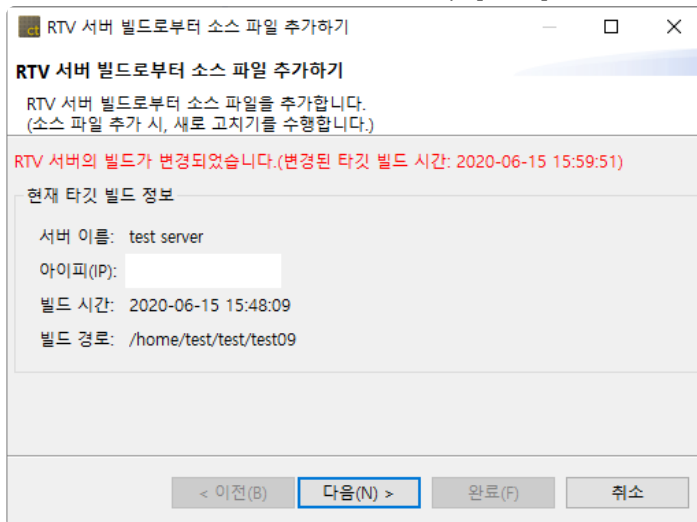 ct RTV 서버 빌드로부터 소스 파일 추가하기
RTV 서버 빌드로부터 소스 파일 추가하기
RTV 서버 빌드로부터 소스 파일을 추가합니다.
(소스 파일 추가 시, 새로 고치기를 수행합니다.)
RTV 서버의 빌드가 변경되었습니다.(변경된 타깃 빌드 시간: 2020-06-15 15:59:51)
현재 타깃 빌드 정보
서버 이름: test server
아이피(IP):
빌드 시간: 2020-06-15 15:48:09
빌드 경로: /home/test/test/test09
< 이전(B) 다음(N) > 완료(F) 취소